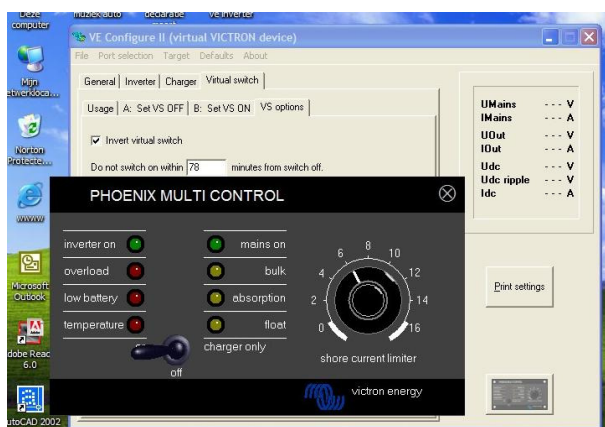 Deze
computer
muziek auto
declaratie
ve inverter
VE Configure II (virtual VICTRON device)
File Port selection Target Defaults About
General Inverter Charger Virtual switch
Usage A: Set VS OFF B: Set VS ON VS options
Invert virtual switch
Do not switch on within 78 minutes from switch off.
UMains --- V
IMains --- A
UOut --- V
IOut --- A
Udc --- V
Udc ripple --- V
Idc --- A
Print settings
Mijn
Norton
Protecte...
Microsoft
Outlook
6.0
PHOENIX MULTI CONTROL
inverter on
overload
low battery
temperature
mains on
bulk
absorption
float
charger only
off
0 2 4 6 8 10 12 14 16
shore current limiter
victron energy